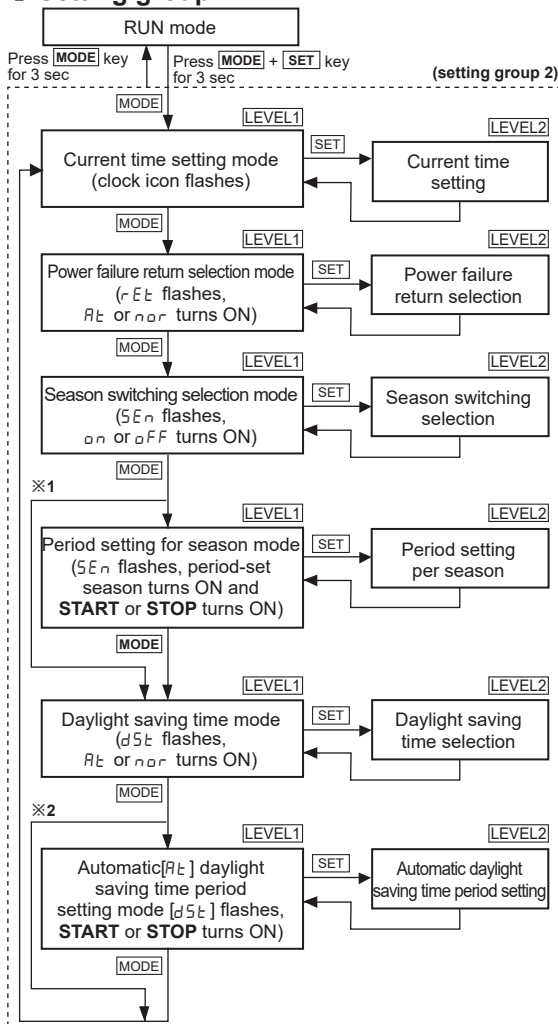 RUN mode
Press MODE key
for 3 sec
Press MODE + SET key
for 3 sec
(setting group 2)
MODE
LEVEL1
Current time setting mode
(clock icon flashes)
SET
LEVEL2
Current time
setting
MODE
LEVEL1
Power failure return selection mode
(rEt flashes,
At or nor turns ON)
SET
LEVEL2
Power failure
return selection
MODE
LEVEL1
Season switching selection mode
(SEn flashes,
on or oFF turns ON)
SET
LEVEL2
Season switching
selection
MODE
※1
LEVEL1
Period setting for season mode
(SEn flashes, period-set
season turns ON and
START or STOP turns ON)
SET
LEVEL2
Period setting
per season
MODE
LEVEL1
Daylight saving time mode
(dSt flashes,
At or nor turns ON)
SET
LEVEL2
Daylight saving
time selection
MODE
※2
LEVEL1
Automatic[At] daylight
saving time period
setting mode [dSt] flashes,
START or STOP turns ON)
SET
LEVEL2
Automatic daylight
saving time period setting
MODE